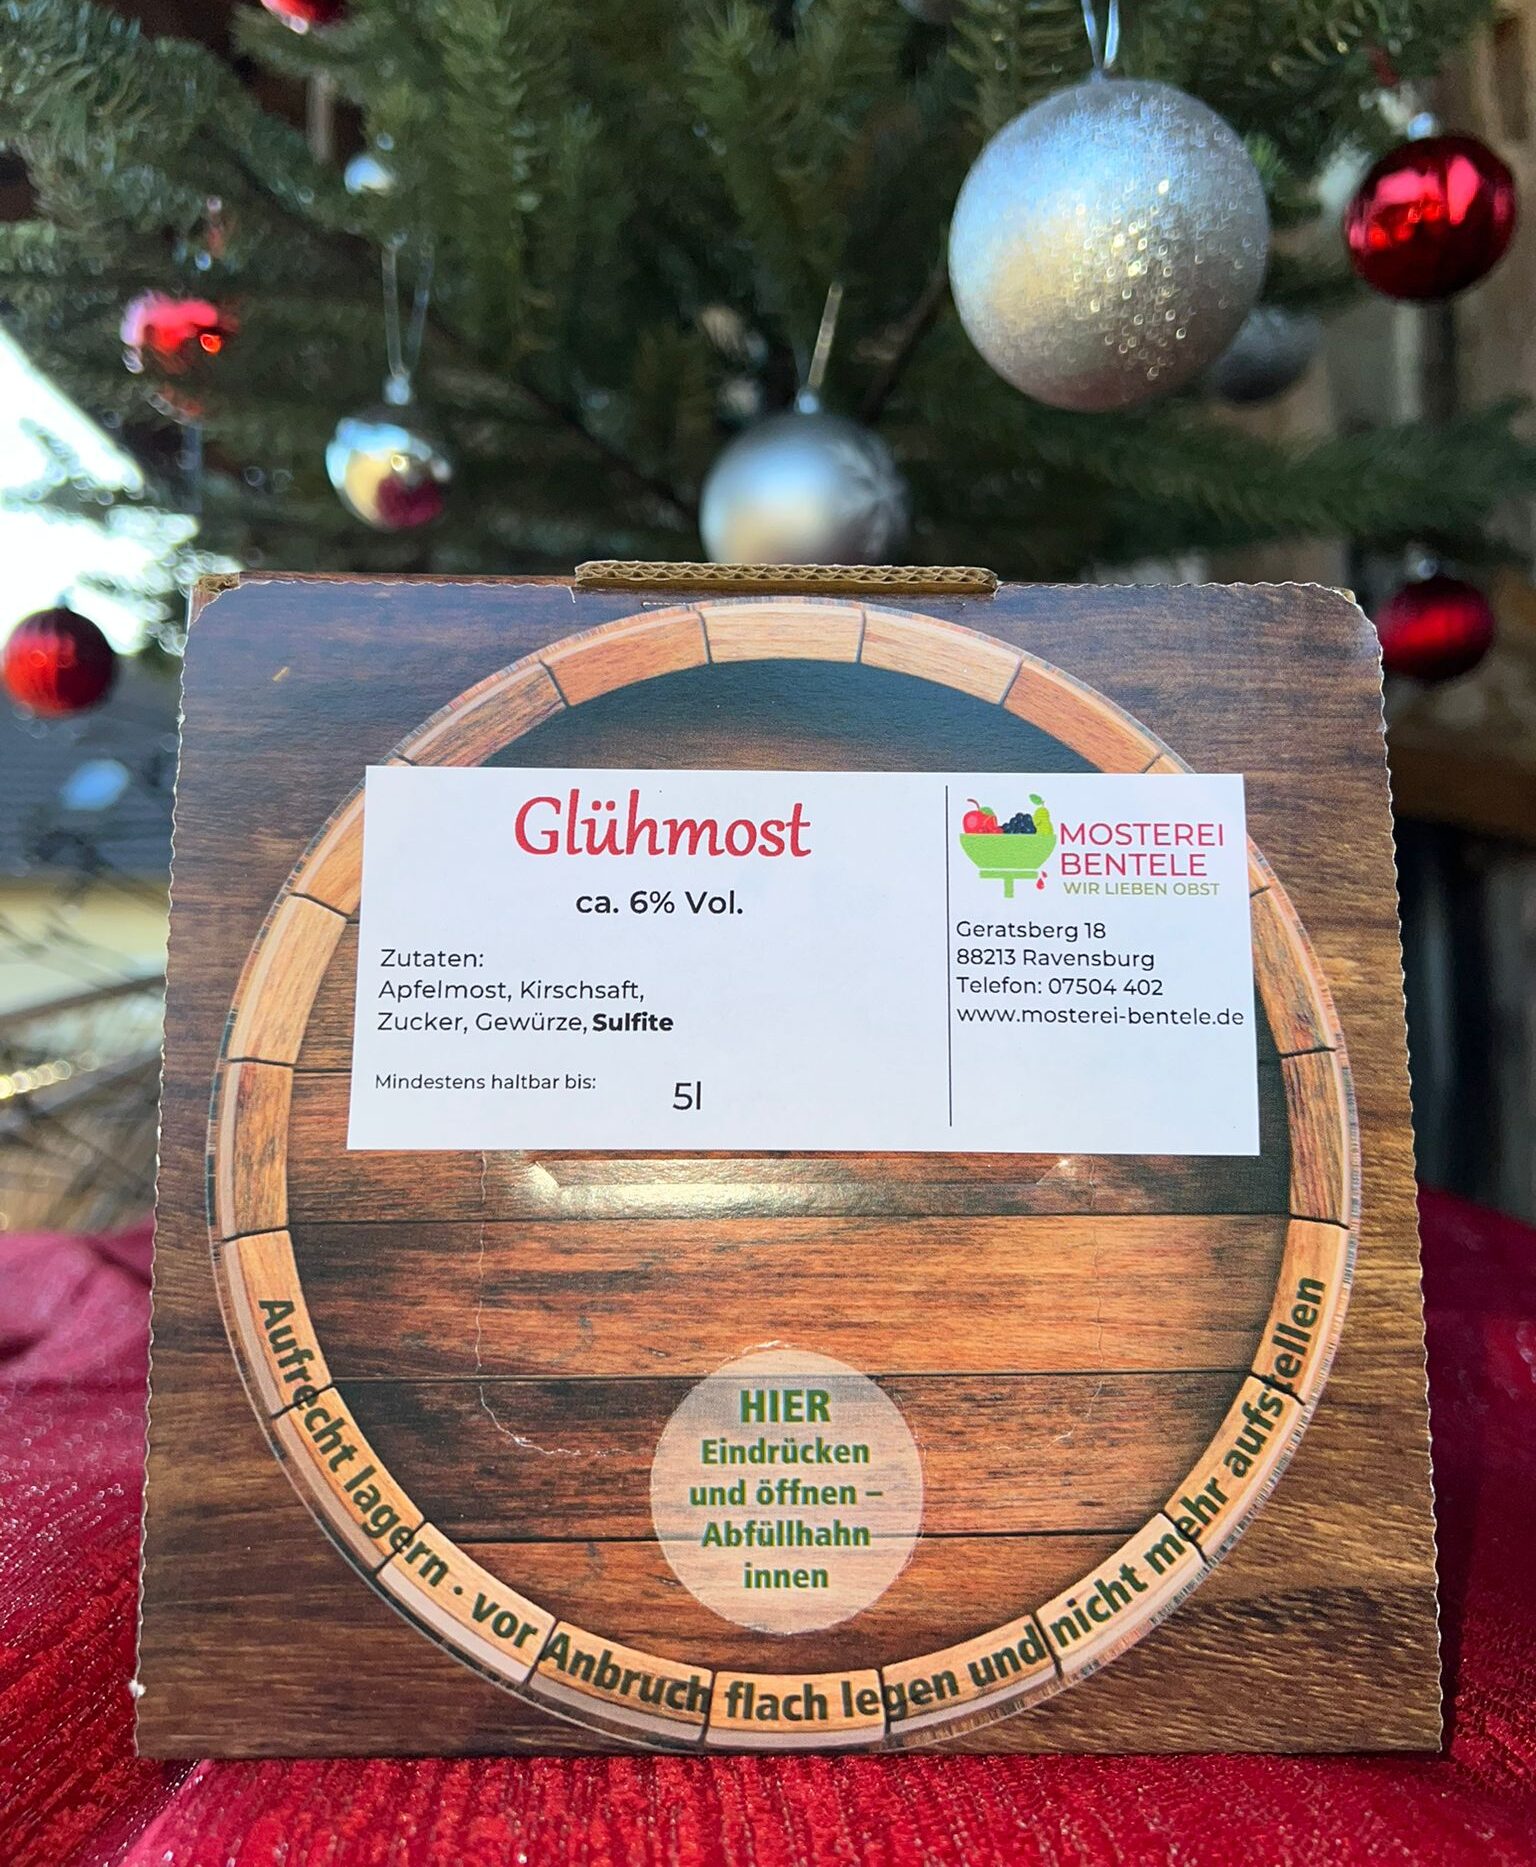 Glühmost
ca. 6% Vol.
Zutaten:
Apfelmost, Kirschsaft,
Zucker, Gewürze, Sulfite
Mindestens haltbar bis:
5l
MOSTEREI
BENTELE
WIR LIEBEN OBST
Geratsberg 18
88213 Ravensburg
Telefon: 07504 402
www.mosterei-bentele.de
HIER
Eindrücken
und öffnen –
Abfüllhahn
innen
Aufrecht lagern · vor Anbruch flach legen und nicht mehr aufstellen